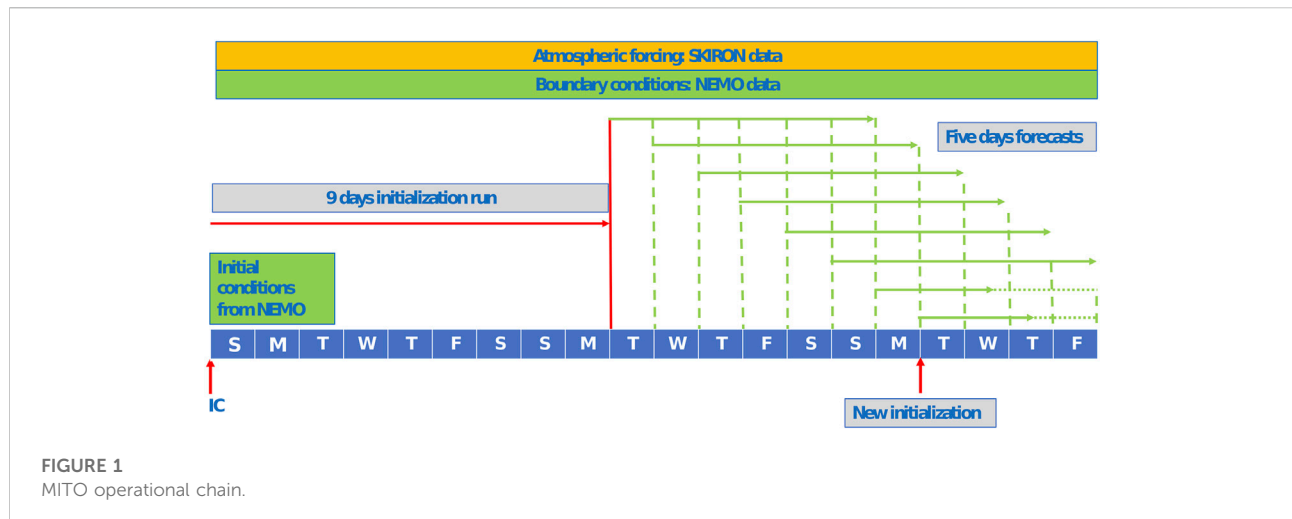 Atmospheric forcing: SKIRON data
Boundary conditions: NEMO data
Five days forecasts
9 days initialization run
Initial
conditions
from NEMO
S M T W T F S S M T W T F S S M T W T F
IC
New initialization
FIGURE 1
MITO operational chain.